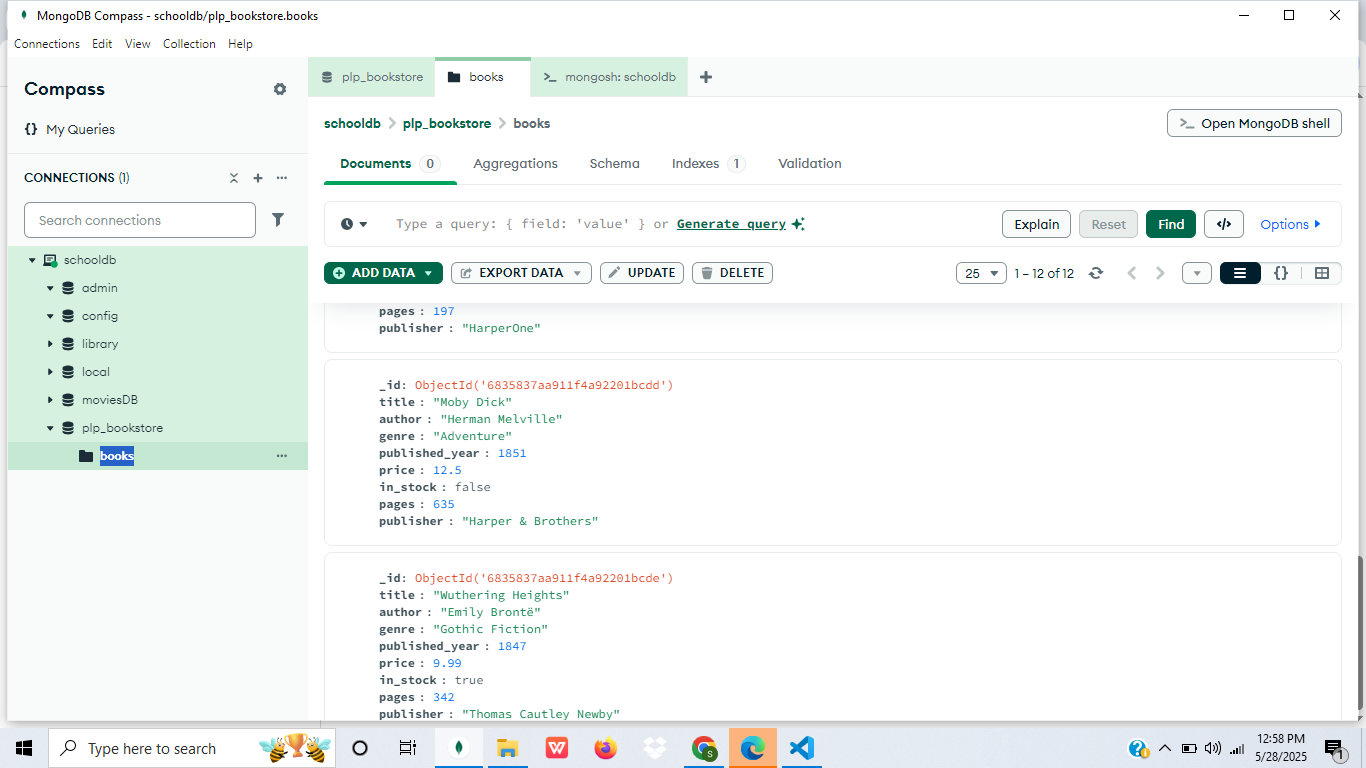 MongoDB Compass - schooldb/plp_bookstore.books
Connections Edit View Collection Help
Compass
My Queries
CONNECTIONS (1)
Search connections
schooldb
admin
config
library
local
moviesDB
plp_bookstore
books
plp_bookstore
books
mongosh: schooldb
schooldb plp_bookstore books
Open MongoDB shell
Documents 0
Aggregations
Schema
Indexes 1
Validation
Type a query: { field: 'value' } or Generate query
Explain
Reset
Find
</>
Options
ADD DATA
EXPORT DATA
UPDATE
DELETE
25
1 – 12 of 12
{}
pages : 197
publisher : "HarperOne"
_id: ObjectId('6835837aa911f4a92201bcdd')
title : "Moby Dick"
author : "Herman Melville"
genre : "Adventure"
published_year : 1851
price : 12.5
in_stock : false
pages : 635
publisher : "Harper & Brothers"
_id: ObjectId('6835837aa911f4a92201bcde')
title : "Wuthering Heights"
author : "Emily Brontë"
genre : "Gothic Fiction"
published_year : 1847
price : 9.99
in_stock : true
pages : 342
publisher : "Thomas Cautley Newby"
Type here to search
12:58 PM
5/28/2025
1